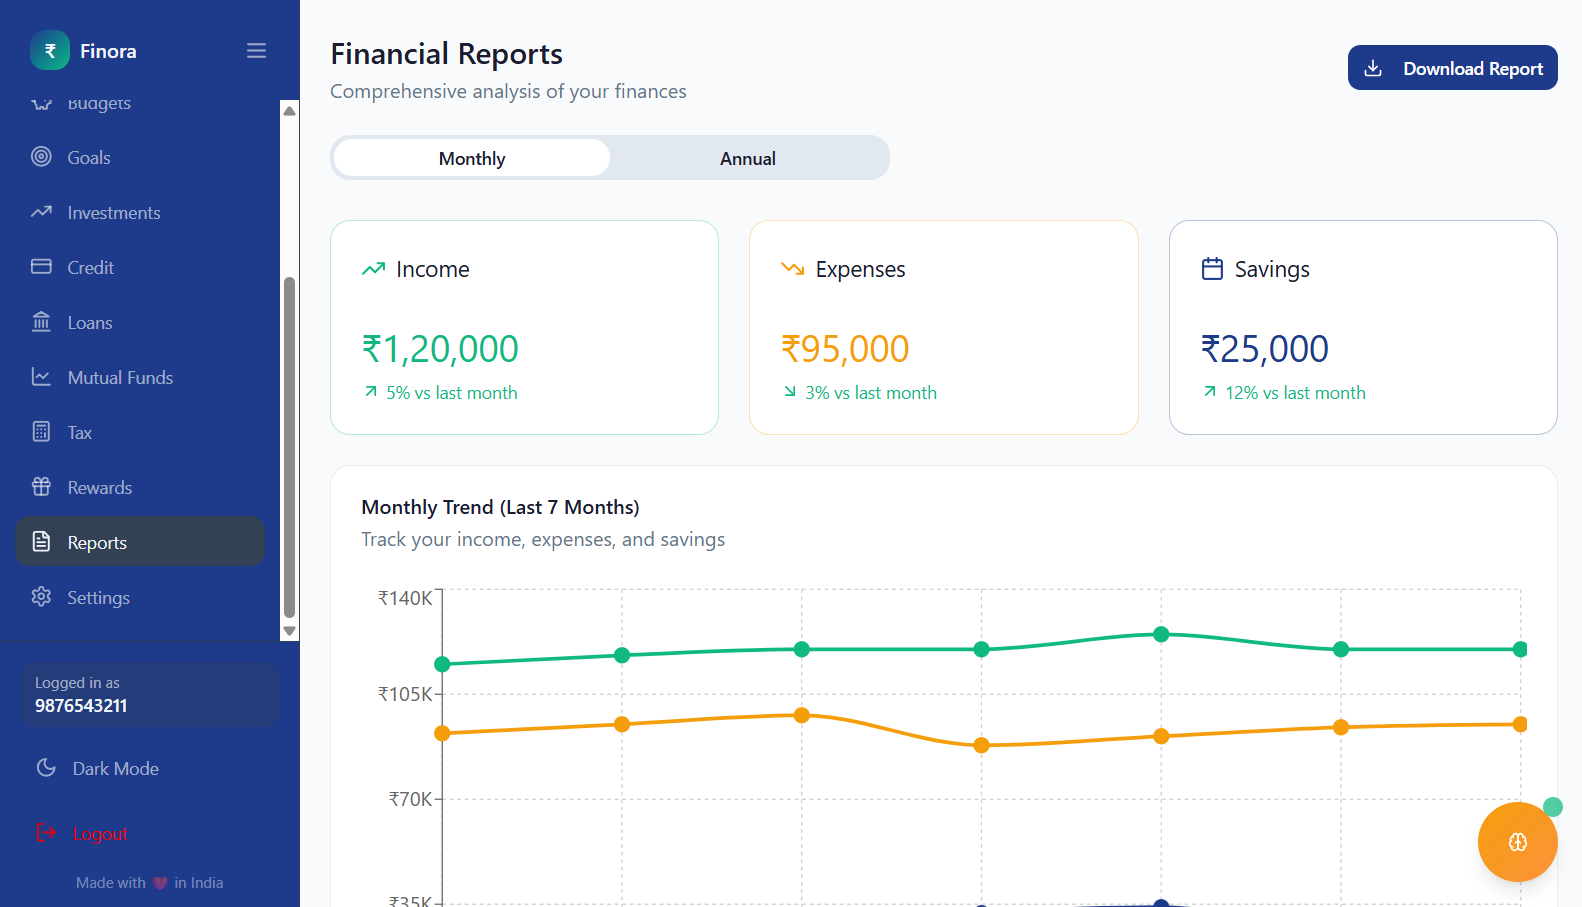 ₹ Finora
Budgets
Goals
Investments
Credit
Loans
Mutual Funds
Tax
Rewards
Reports
Settings
Logged in as
9876543211
Dark Mode
Logout
Made with 💜 in India
Financial Reports
Comprehensive analysis of your finances
Download Report
Monthly Annual
Income
₹1,20,000
5% vs last month
Expenses
₹95,000
3% vs last month
Savings
₹25,000
12% vs last month
Monthly Trend (Last 7 Months)
Track your income, expenses, and savings
₹140K
₹105K
₹70K
₹35K